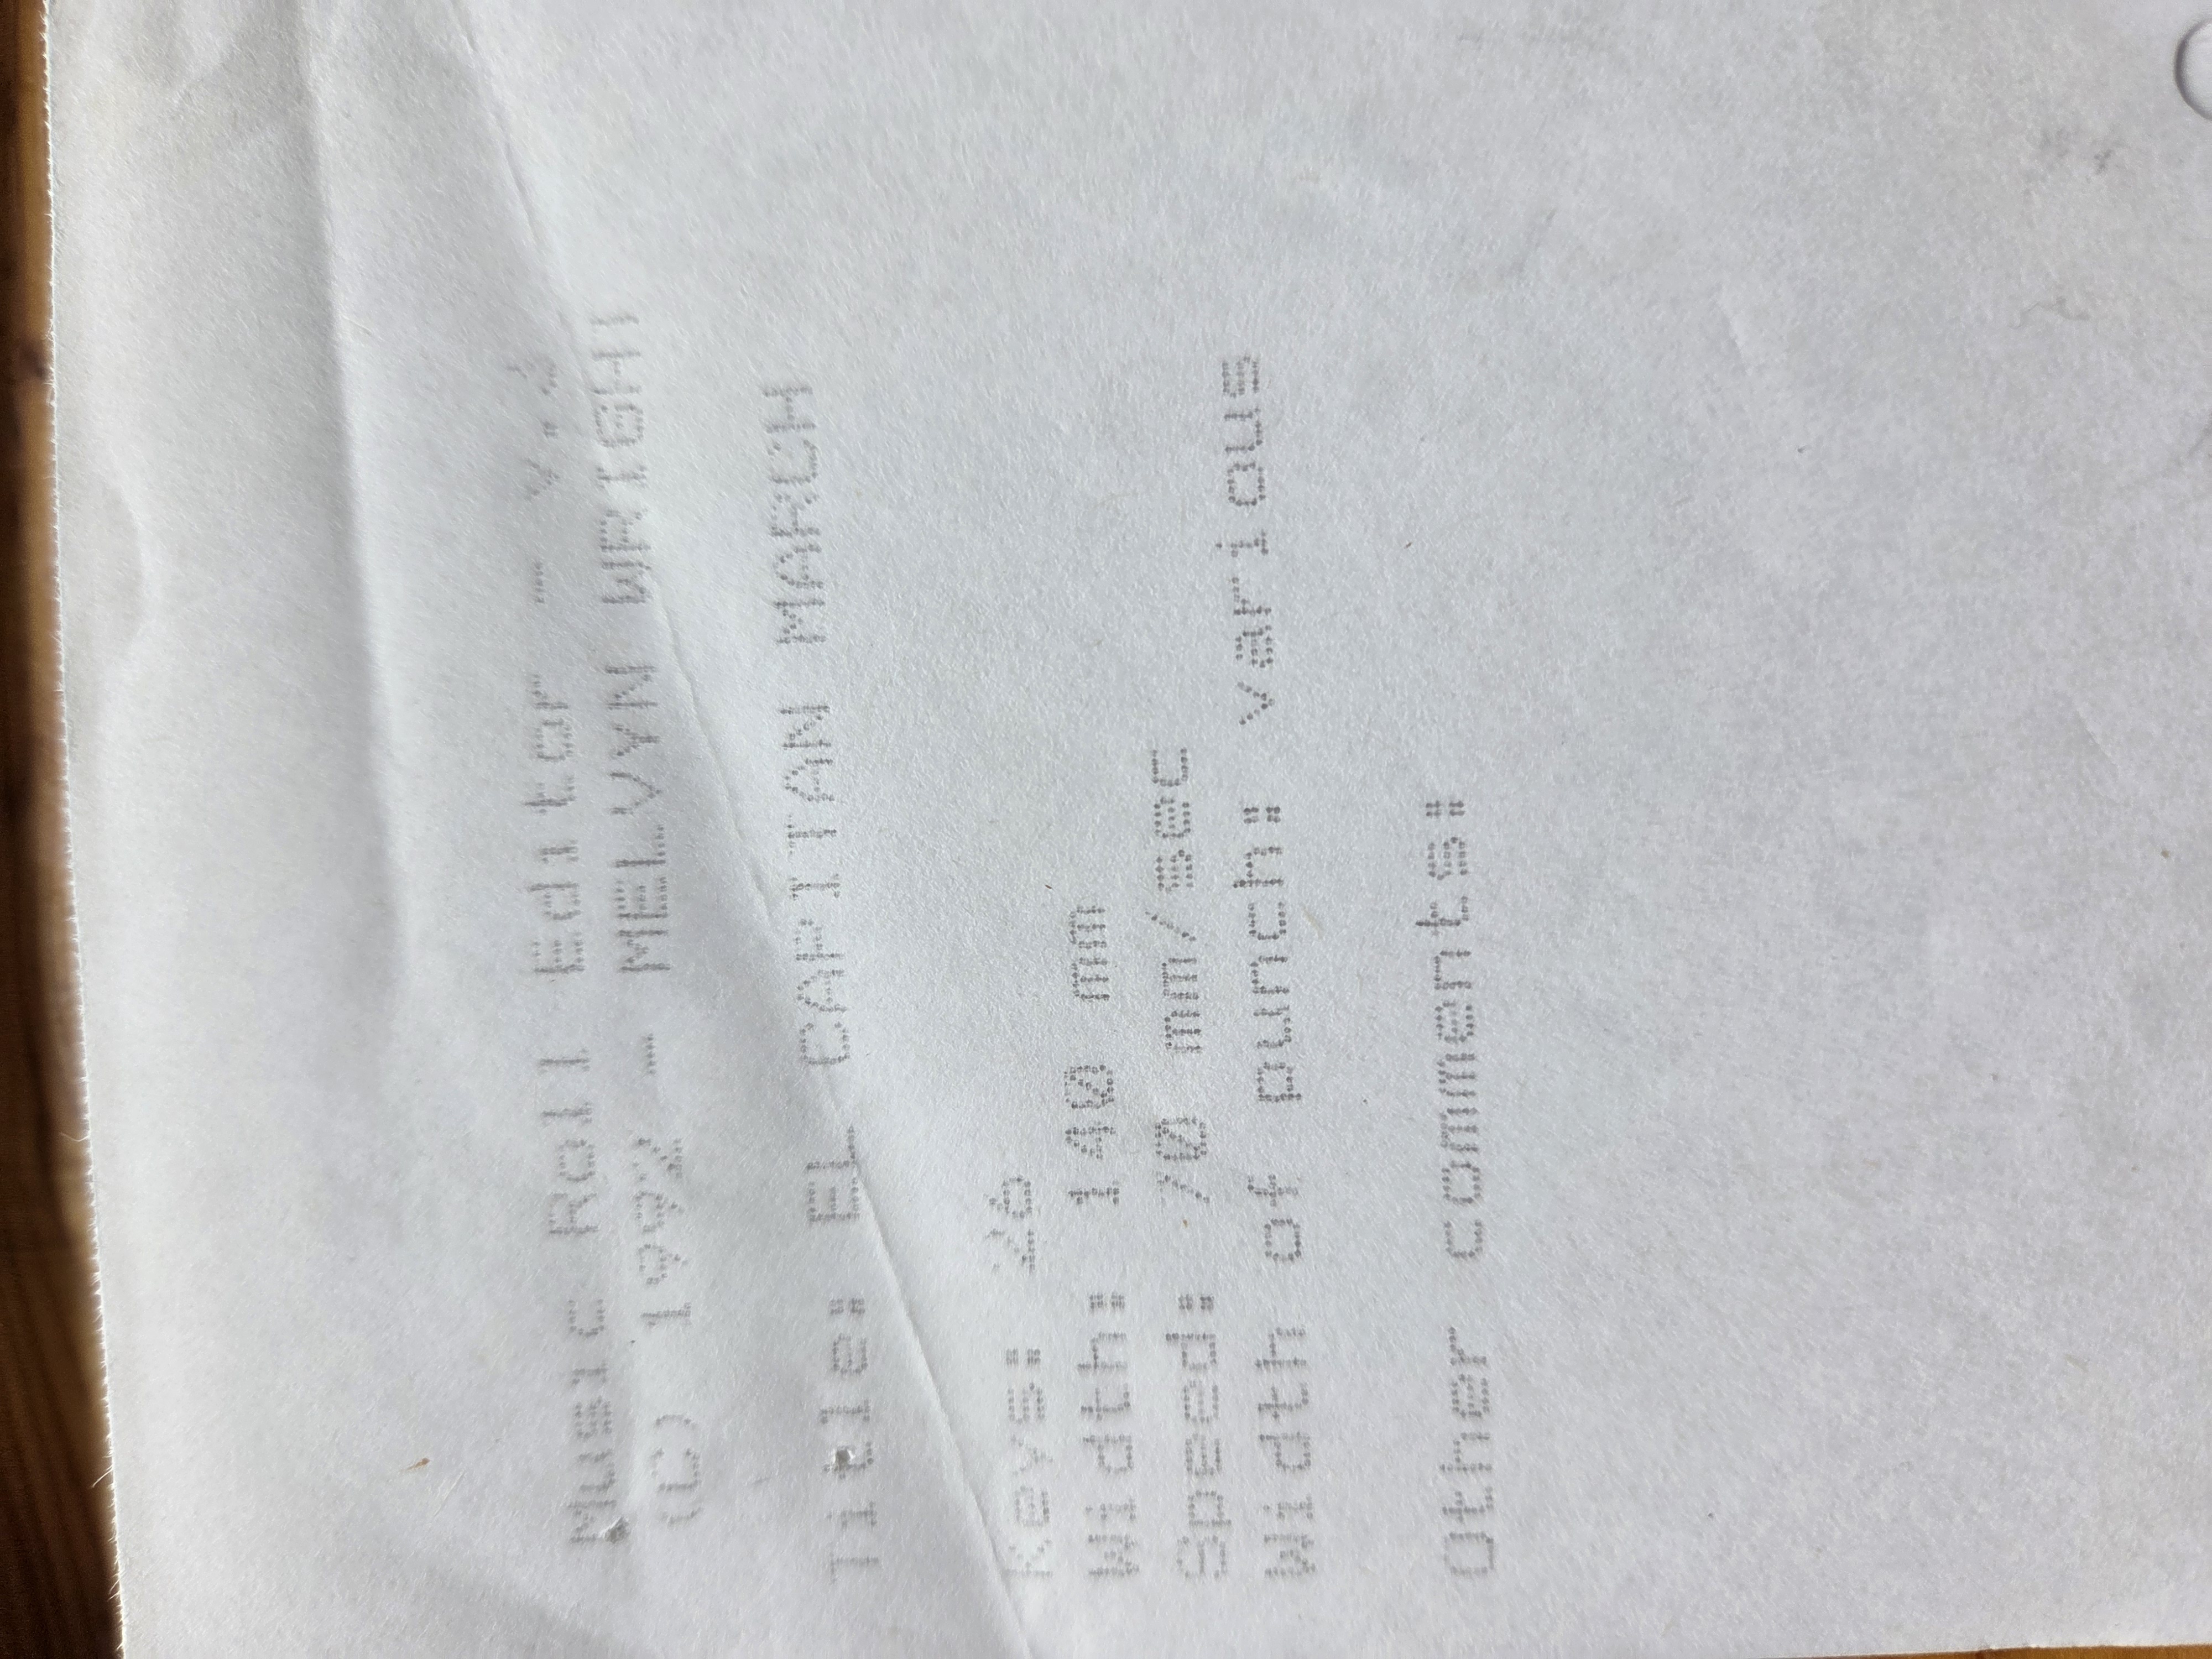 Music Roll Editor - V.3
(C) 1992 - MELVYN WRIGHT
Title: EL CAPITAN MARCH
Keys: 26
Width: 140 mm
Speed: 70 mm/sec
Width of punch: various
Other comments: